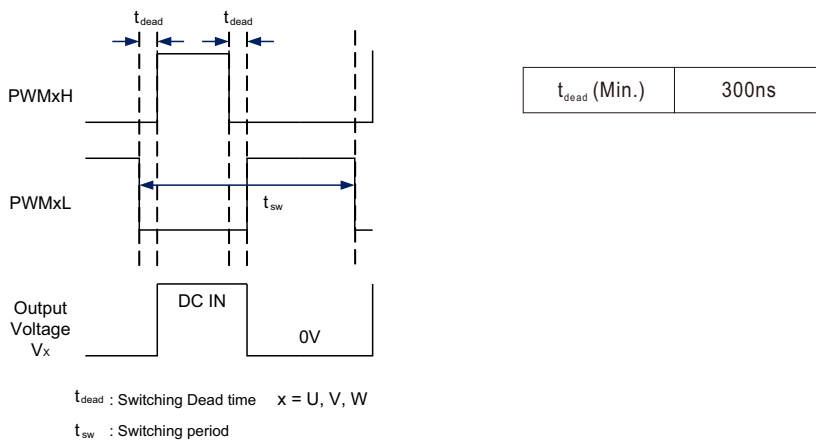 tdead tdead
PWMxH
tdead (Min.) 300ns
PWMxL
tsw
DC IN
Output
Voltage
Vx
0V
tdead : Switching Dead time x = U, V, W
tsw : Switching period